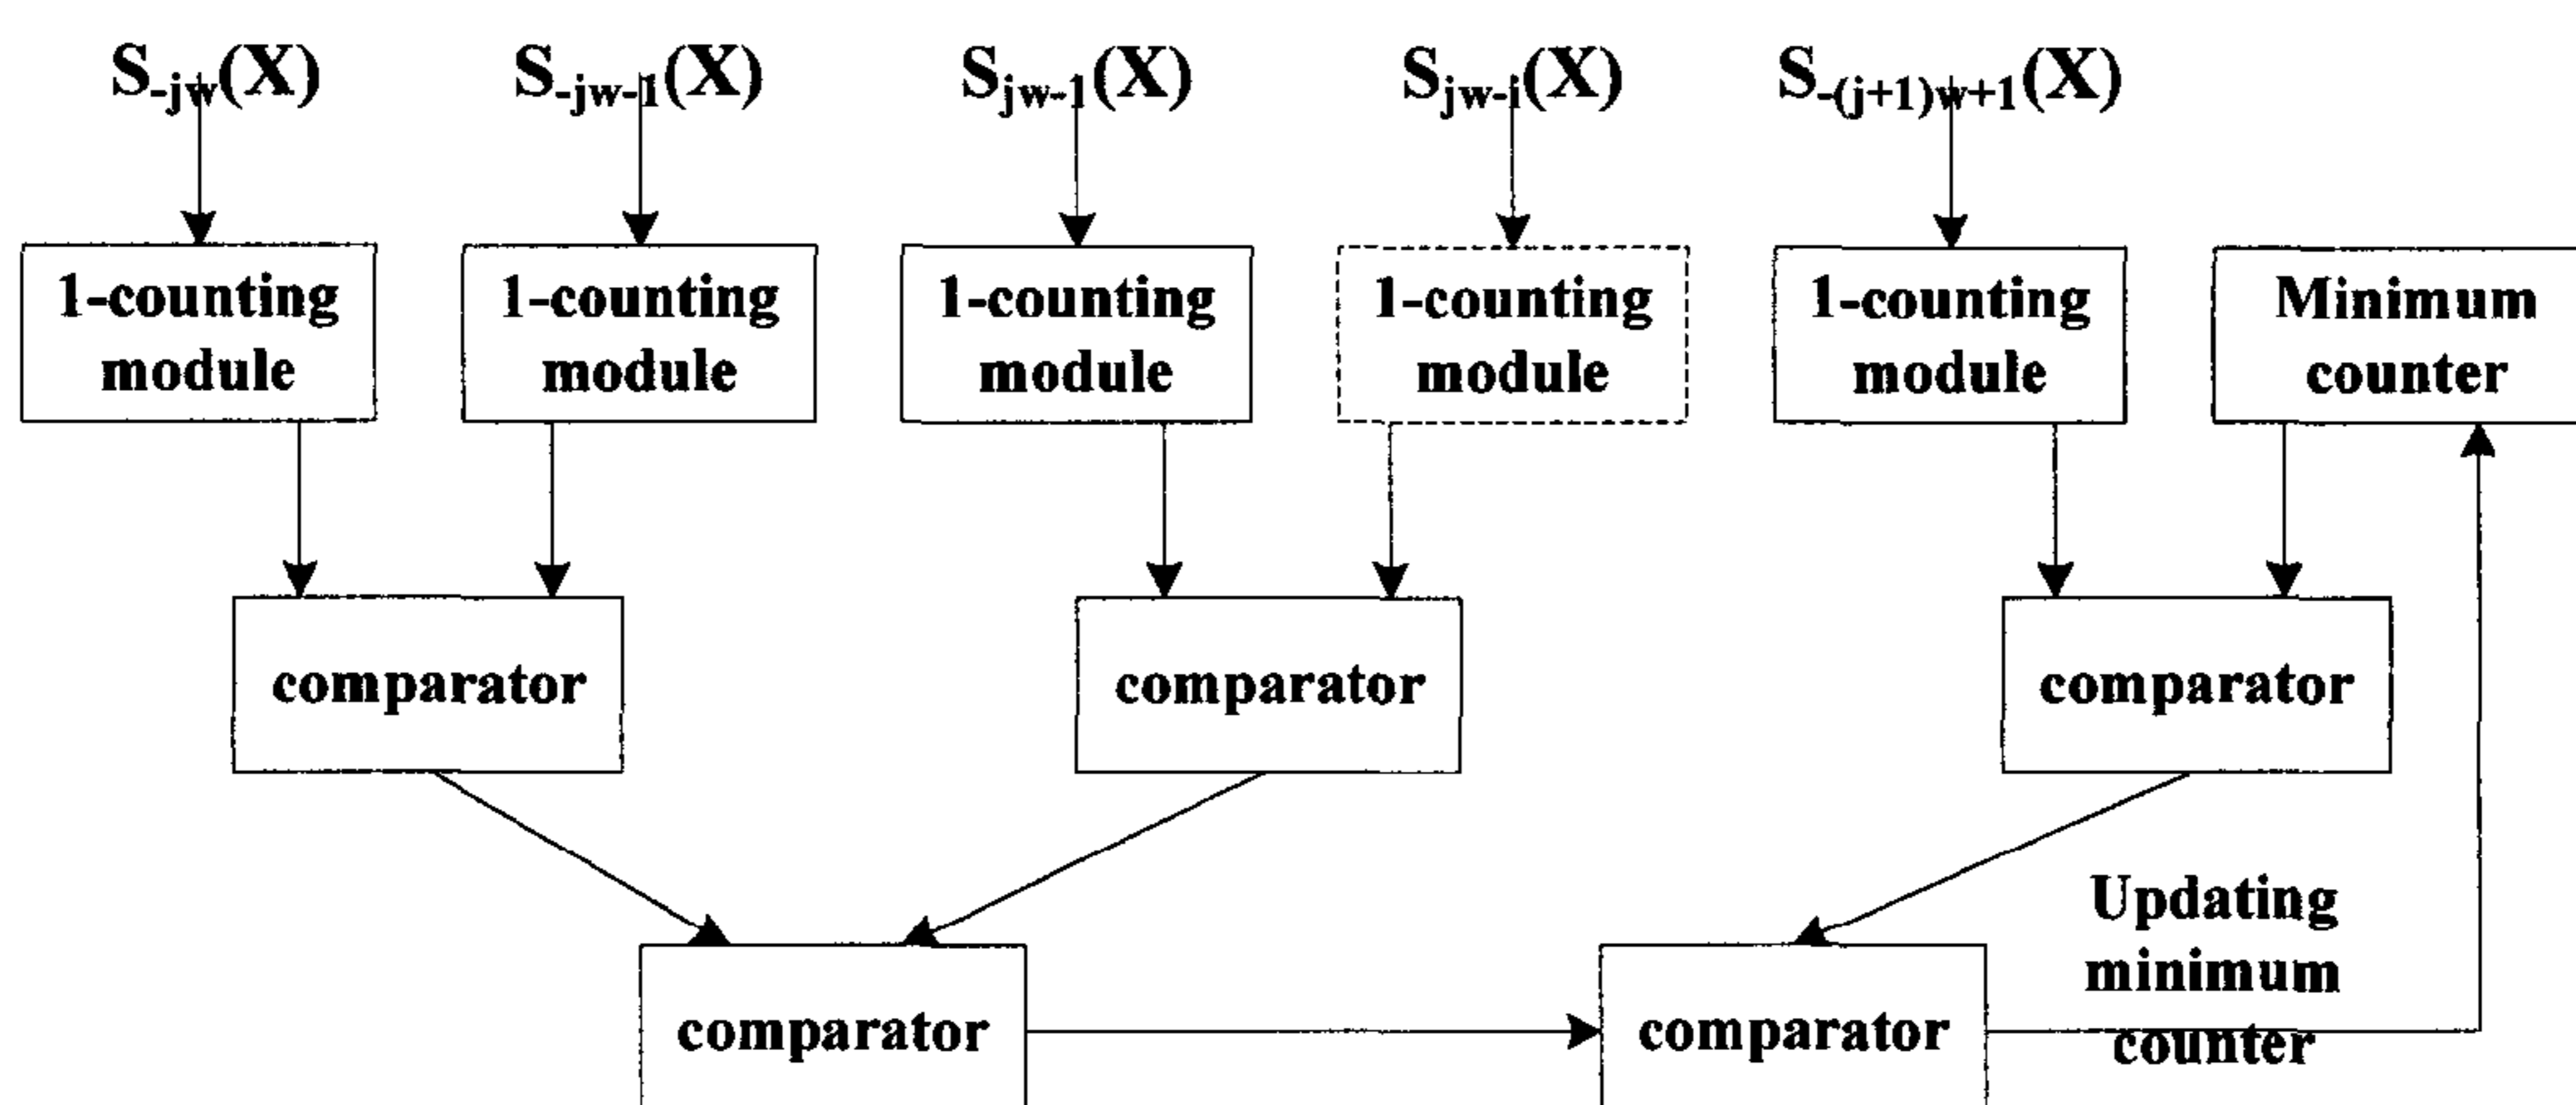 S-jw(X) S-jw-1(X) Sjw-1(X) Sjw-i(X) S-(j+1)w+1(X)
1-counting 1-counting 1-counting 1-counting 1-counting Minimum
module module module module module counter
comparator comparator comparator
Updating
minimum
counter
comparator comparator